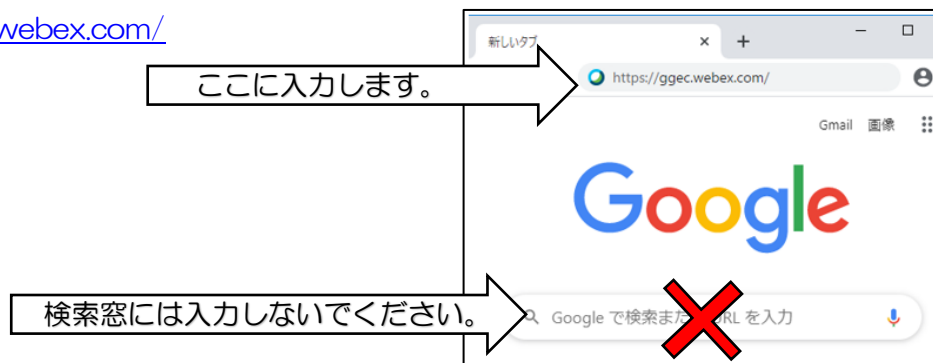 webex.com/
新しいタブ
ここに入力します。
https://ggec.webex.com/
Gmail 画像
Google
検索窓には入力しないでください。
Google で検索また URL を入力